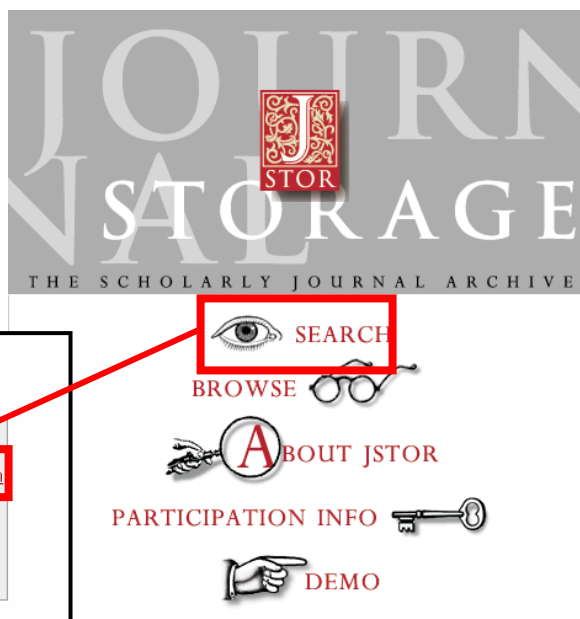 JOURN
NAL
J
STOR
STORAGE
THE SCHOLARLY JOURNAL ARCHIVE
SEARCH
BROWSE
ABOUT JSTOR
PARTICIPATION INFO
DEMO